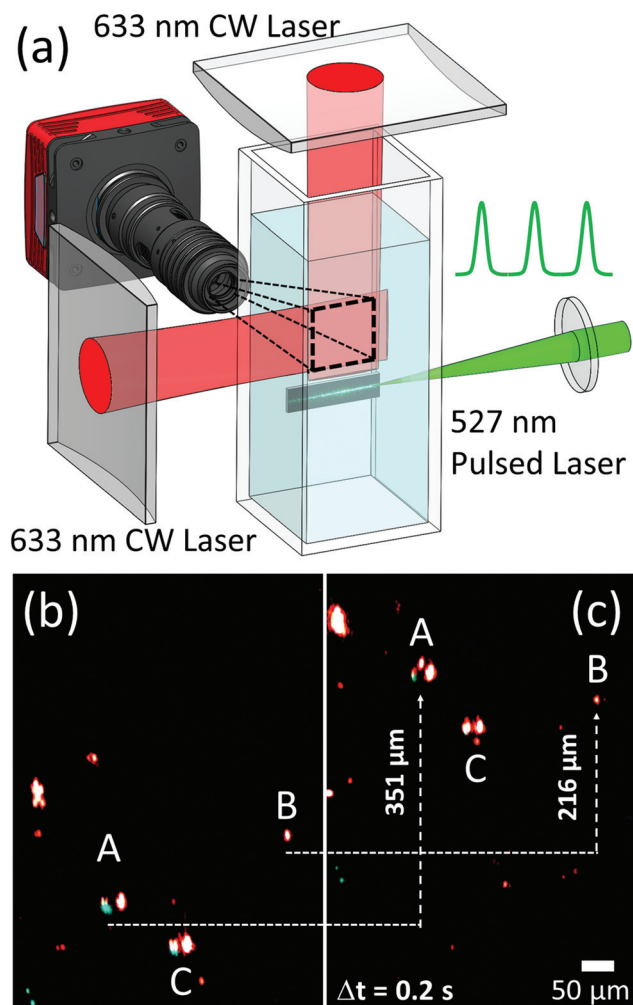 633 nm CW Laser
(a)
527 nm
Pulsed Laser
633 nm CW Laser
(b)
(c)
A
B
C
A
B
C
351 μm
216 μm
Δt = 0.2 s
50 μm